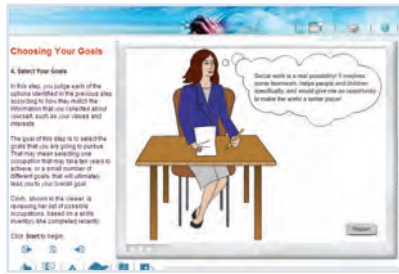 Choosing Your Goals
4. Select Your Goals
In this step, you judge each of the
options identified in the previous step
according to how they match the
information that you collected about
yourself, such as your values and
interests.
The goal of this step is to select the
goals that you are going to pursue.
That may mean selecting one
occupation that may take ten years to
achieve, or a small number of
different goals, that will ultimately
lead you to your overall goal.
shown in the viewer, is
reviewing her list of possible
occupations, based on a skills
inventory she completed recently.
Click Start to begin.
Social work is a real possibility! It involves
some teamwork, helps people and children
specifically, and would give me an opportunity
to make the world a better place!